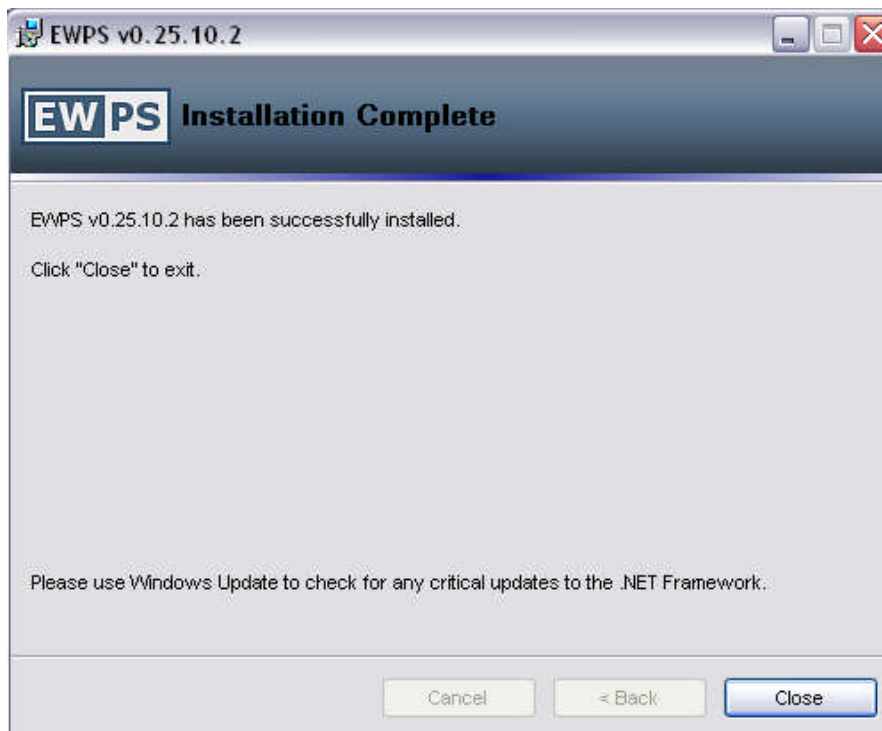 EWPS v0.25.10.2
EWPS Installation Complete
EWPS v0.25.10.2 has been successfully installed.
Click "Close" to exit.
Please use Windows Update to check for any critical updates to the .NET Framework.
Cancel < Back Close